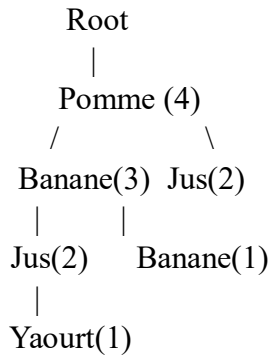 Root
|
Pomme (4)
/ \
Banane(3) Jus(2)
| |
Jus(2) Banane(1)
|
Yaourt(1)